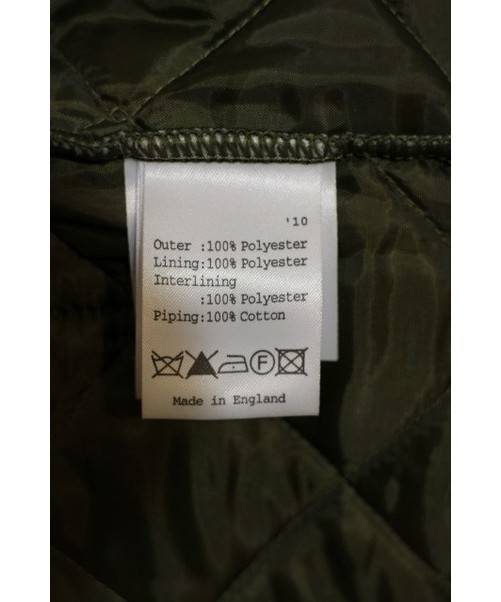 '10
Outer :100% Polyester
Lining:100% Polyester
Interlining
:100% Polyester
Piping:100% Cotton
F
Made in England